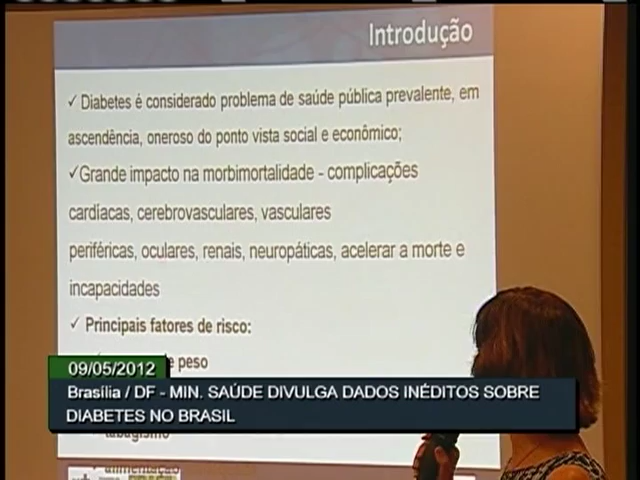 Introdução
✓ Diabetes é considerado problema de saúde pública prevalente, em
ascendência, oneroso do ponto vista social e econômico;
✓Grande impacto na morbimortalidade - complicações
cardíacas, cerebrovasculares, vasculares
periféricas, oculares, renais, neuropáticas, acelerar a morte e
incapacidades
✓ Principais fatores de risco:
peso
09/05/2012
Brasília / DF - MIN. SAÚDE DIVULGA DADOS INÉDITOS SOBRE
DIABETES NO BRASIL
tabagismo
alimentação